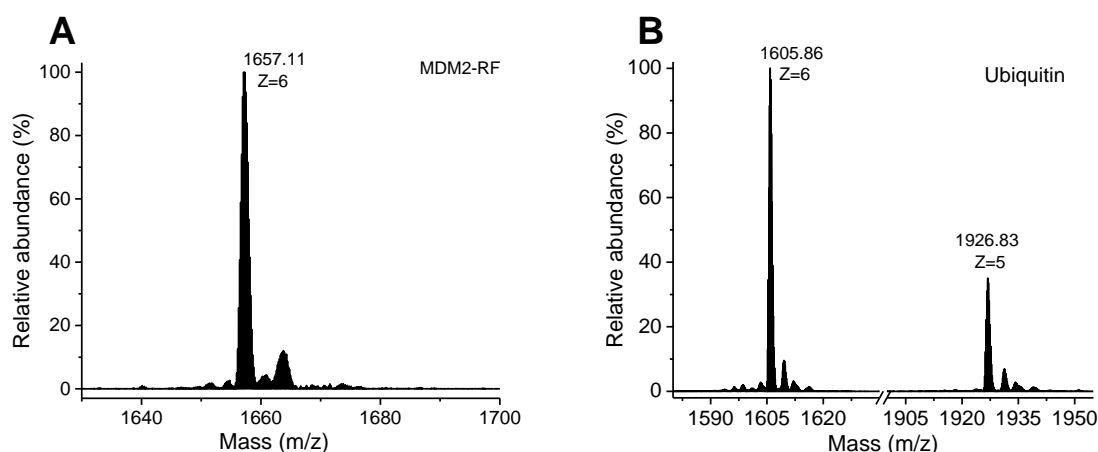 A
1657.11
Z=6
MDM2-RF
Relative abundance (%)
100
80
60
40
20
0
1640 1660 1680 1700
Mass (m/z)
B
1605.86
Z=6
Ubiquitin
1926.83
Z=5
Relative abundance (%)
100
80
60
40
20
0
1590 1605 1620 1905 1920 1935 1950
Mass (m/z)